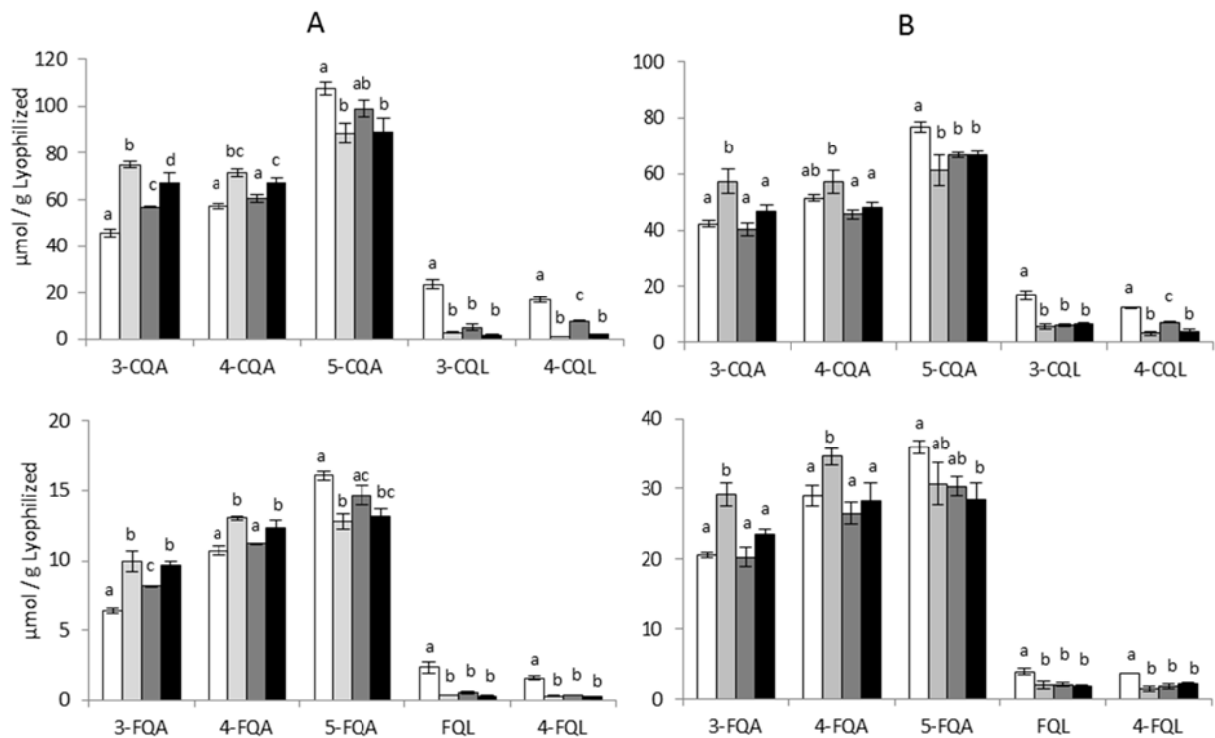 A
B
120
100
80
60
40
20
0
µmol / g Lyophilized
a b c d
a bc a c
a b ab b
a b b b
a b c b
3-CQA 4-CQA 5-CQA 3-CQL 4-CQL
100
80
60
40
20
0
a b a a
ab b a a
a b b b
a b b b
a b c b
3-CQA 4-CQA 5-CQA 3-CQL 4-CQL
20
15
10
5
0
µmol / g Lyophilized
a b c b
a b a b
a b ac bc
a b b b
a b b b
3-FQA 4-FQA 5-FQA FQL 4-FQL
40
30
20
10
0
a b a a
a b a a
a ab ab b
a b b b
a b b b
3-FQA 4-FQA 5-FQA FQL 4-FQL